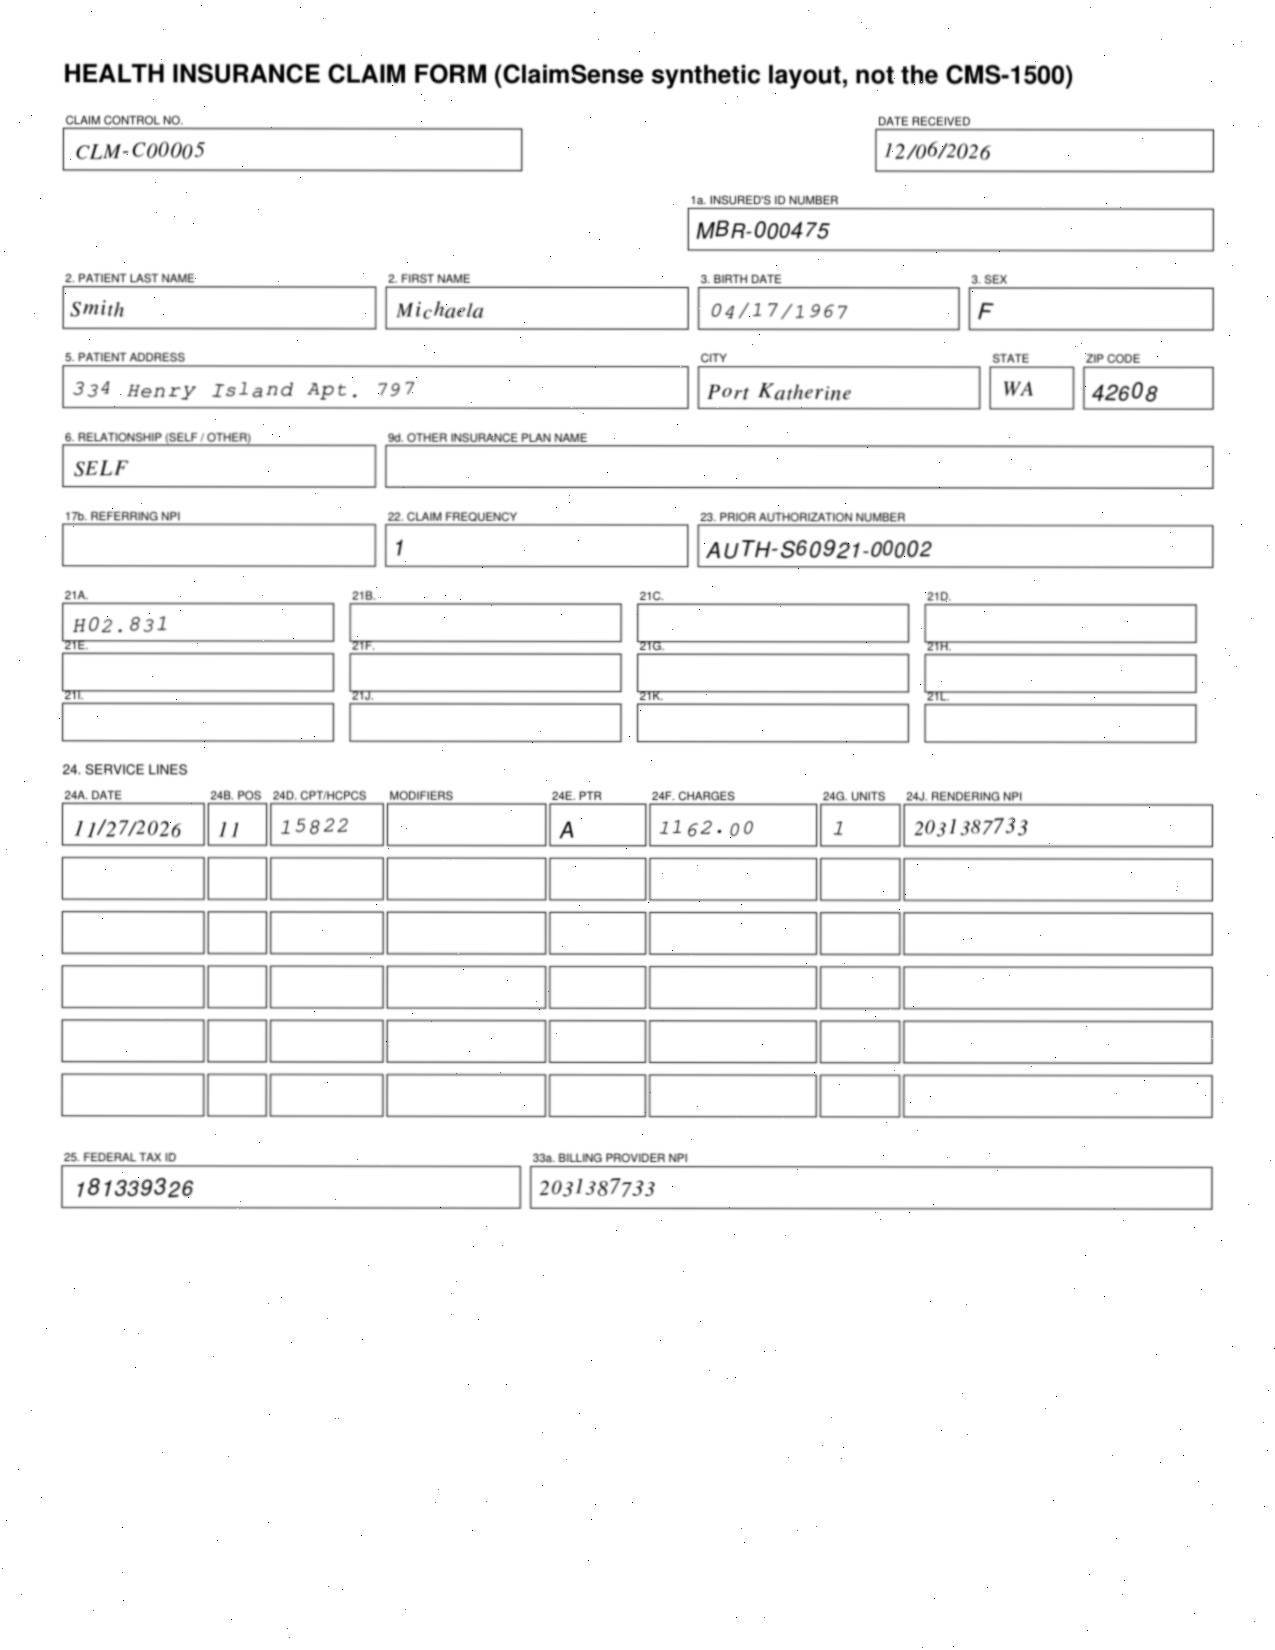 HEALTH INSURANCE CLAIM FORM (ClaimSense synthetic layout, not the CMS-1500)
CLAIM CONTROL NO. DATE RECEIVED
CLM-C00005 12/06/2026
1a. INSURED'S ID NUMBER
MBR-000475
2. PATIENT LAST NAME 2. FIRST NAME 3. BIRTH DATE 3. SEX
Smith Michaela 04/17/1967 F
5. PATIENT ADDRESS CITY STATE ZIP CODE
334 Henry Island Apt. 797 Port Katherine WA 42608
6. RELATIONSHIP (SELF / OTHER) 9d. OTHER INSURANCE PLAN NAME
SELF
17b. REFERRING NPI 22. CLAIM FREQUENCY 23. PRIOR AUTHORIZATION NUMBER
1 AUTH-S60921-00002
21A. 21B. 21C. 21D.
H02.831
21E. 21F. 21G. 21H.
21I. 21J. 21K. 21L.
24. SERVICE LINES
24A. DATE 24B. POS 24D. CPT/HCPCS MODIFIERS 24E. PTR 24F. CHARGES 24G. UNITS 24J. RENDERING NPI
11/27/2026 11 15822 A 1162.00 1 2031387733
25. FEDERAL TAX ID 33a. BILLING PROVIDER NPI
181339326 2031387733